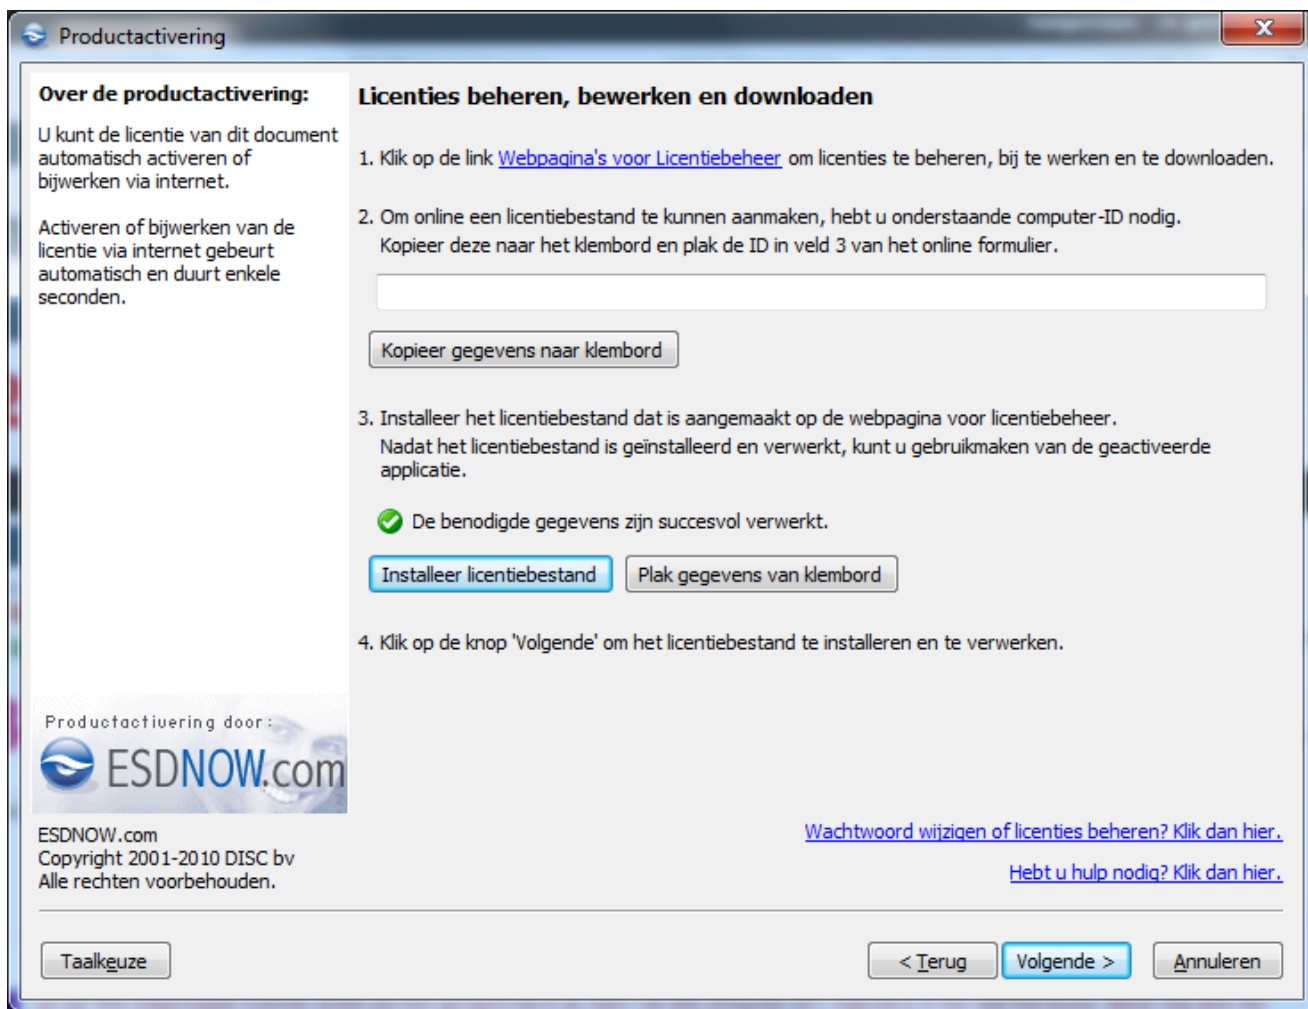 Productactivering
Over de productactivering:
U kunt de licentie van dit document
automatisch activeren of
bijwerken via internet.
Activeren of bijwerken van de
licentie via internet gebeurt
automatisch en duurt enkele
seconden.
Productactivering door:
ESDNOW.com
ESDNOW.com
Copyright 2001-2010 DISC bv
Alle rechten voorbehouden.
Licenties beheren, bewerken en downloaden
1. Klik op de link Webpagina's voor Licentiebeheer om licenties te beheren, bij te werken en te downloaden.
2. Om online een licentiebestand te kunnen aanmaken, hebt u onderstaande computer-ID nodig.
Kopieer deze naar het klembord en plak de ID in veld 3 van het online formulier.
Kopieer gegevens naar klembord
3. Installeer het licentiebestand dat is aangemaakt op de webpagina voor licentiebeheer.
Nadat het licentiebestand is geïnstalleerd en verwerkt, kunt u gebruikmaken van de geactiveerde
applicatie.
De benodigde gegevens zijn succesvol verwerkt.
Installeer licentiebestand Plak gegevens van klembord
4. Klik op de knop 'Volgende' om het licentiebestand te installeren en te verwerken.
Wachtwoord wijzigen of licenties beheren? Klik dan hier.
Hebt u hulp nodig? Klik dan hier.
Taalkeuze < Terug Volgende > Annuleren